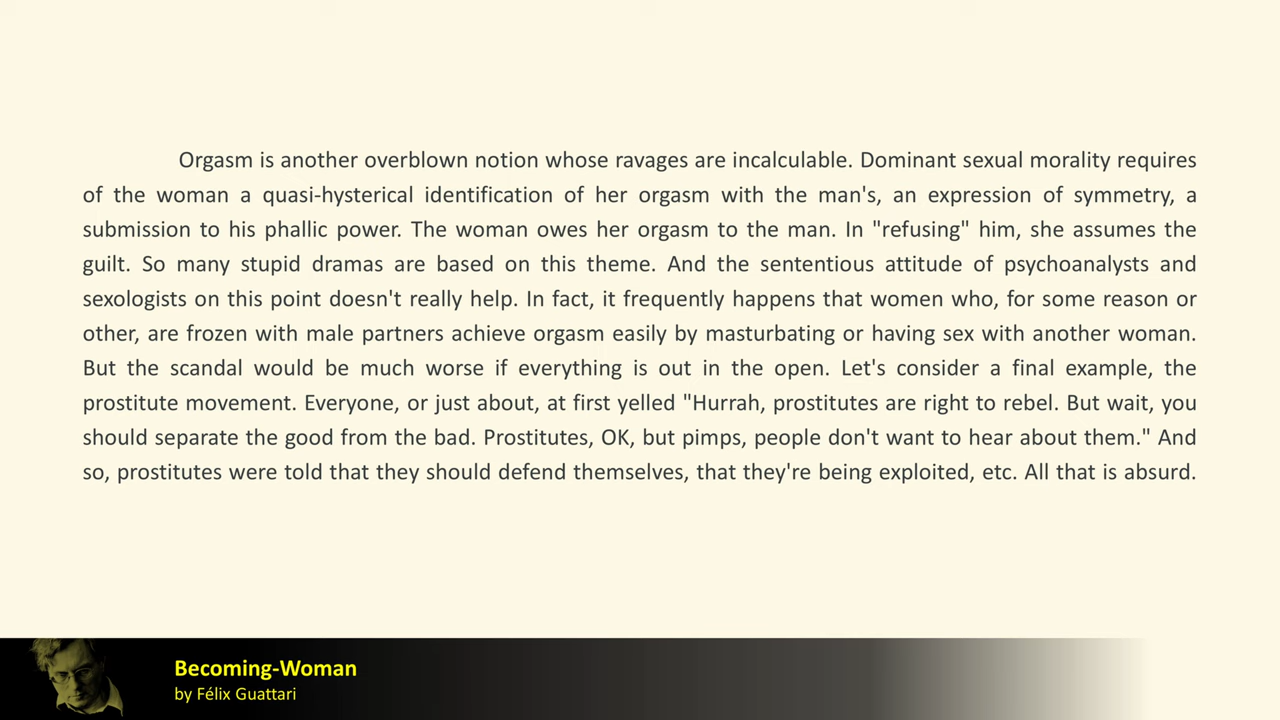 Orgasm is another overblown notion whose ravages are incalculable. Dominant sexual morality requires
of the woman a quasi-hysterical identification of her orgasm with the man's, an expression of symmetry, a
submission to his phallic power. The woman owes her orgasm to the man. In "refusing" him, she assumes the
guilt. So many stupid dramas are based on this theme. And the sententious attitude of psychoanalysts and
sexologists on this point doesn't really help. In fact, it frequently happens that women who, for some reason or
other, are frozen with male partners achieve orgasm easily by masturbating or having sex with another woman.
But the scandal would be much worse if everything is out in the open. Let's consider a final example, the
prostitute movement. Everyone, or just about, at first yelled "Hurrah, prostitutes are right to rebel. But wait, you
should separate the good from the bad. Prostitutes, OK, but pimps, people don't want to hear about them." And
so, prostitutes were told that they should defend themselves, that they're being exploited, etc. All that is absurd.
Becoming-Woman
by Félix Guattari